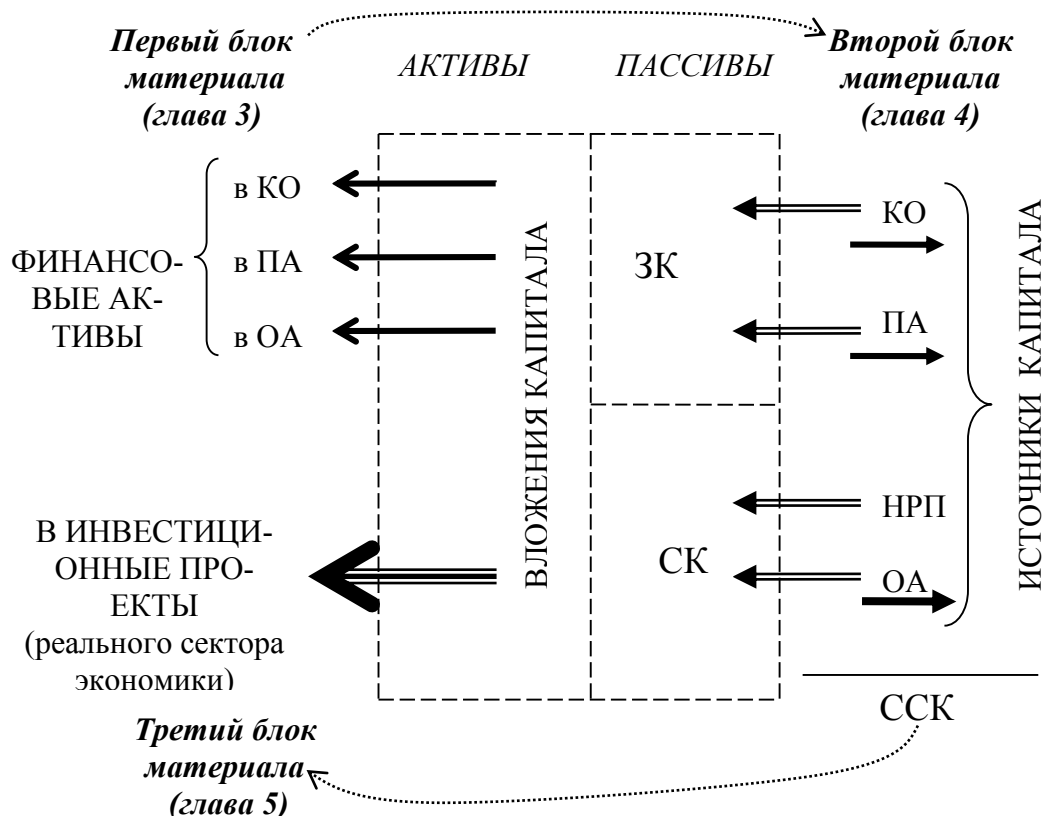 Первый блок
материала
(глава 3)
АКТИВЫ
ПАССИВЫ
Второй блок
материала
(глава 4)
ФИНАНСО-
ВЫЕ АК-
ТИВЫ
в КО
в ПА
в ОА
В ИНВЕСТИЦИ-
ОННЫЕ ПРО-
ЕКТЫ
(реального сектора
экономики)
ВЛОЖЕНИЯ КАПИТАЛА
ЗК
СК
КО
ПА
НРП
ОА
ИСТОЧНИКИ КАПИТАЛА
ССК
Третий блок
материала
(глава 5)